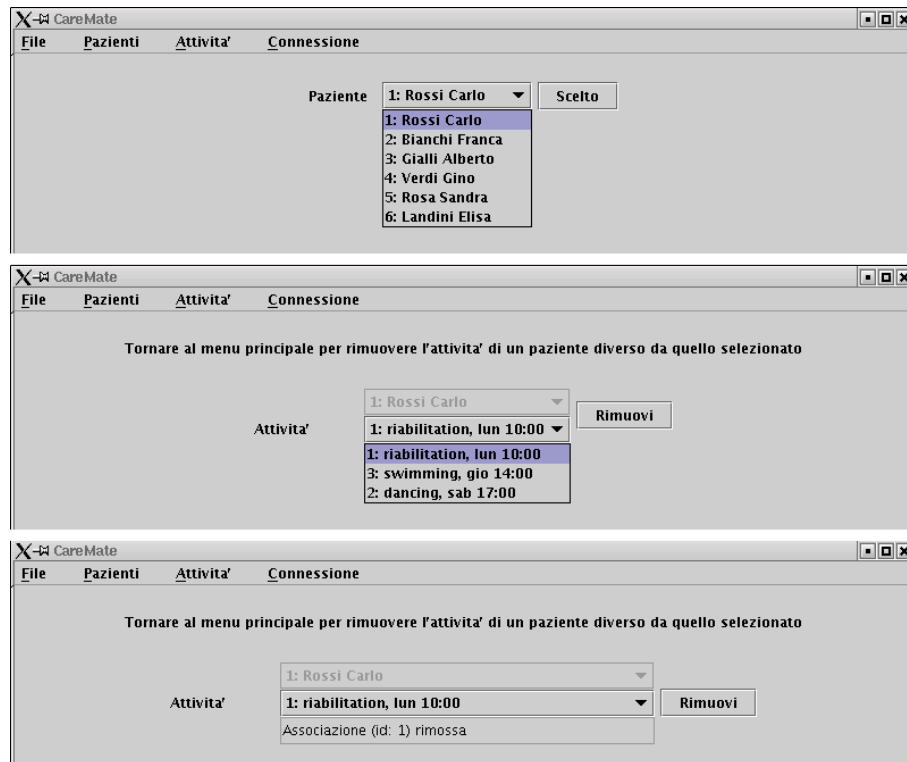 CareMate
File Pazienti Attivita' Connessione
Paziente 1: Rossi Carlo Scelto
1: Rossi Carlo
2: Bianchi Franca
3: Gialli Alberto
4: Verdi Gino
5: Rosa Sandra
6: Landini Elisa
CareMate
File Pazienti Attivita' Connessione
Tornare al menu principale per rimuovere l'attivita' di un paziente diverso da quello selezionato
1: Rossi Carlo
Attivita' 1: riabilitation, lun 10:00 Rimuovi
1: riabilitation, lun 10:00
3: swimming, gio 14:00
2: dancing, sab 17:00
CareMate
File Pazienti Attivita' Connessione
Tornare al menu principale per rimuovere l'attivita' di un paziente diverso da quello selezionato
1: Rossi Carlo
Attivita' 1: riabilitation, lun 10:00 Rimuovi
Associazione (id: 1) rimossa